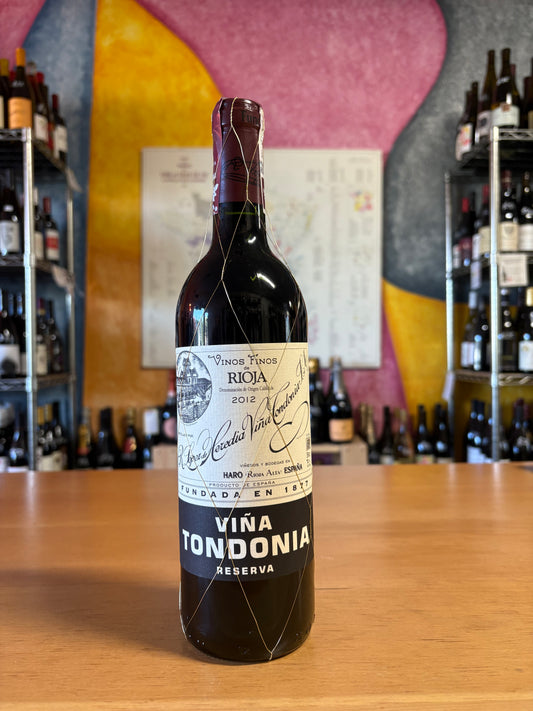 Vinos Finos
de
RIOJA
Denominación de Origen Calificada
2012
R. López de Heredia Viña Tondonia, S.A.
VIÑEDOS Y BODEGAS EN
HARO (Rioja Alta) ESPAÑA
PRODUCTO DE ESPAÑA
FUNDADA EN 1877
VIÑA
TONDONIA
RESERVA